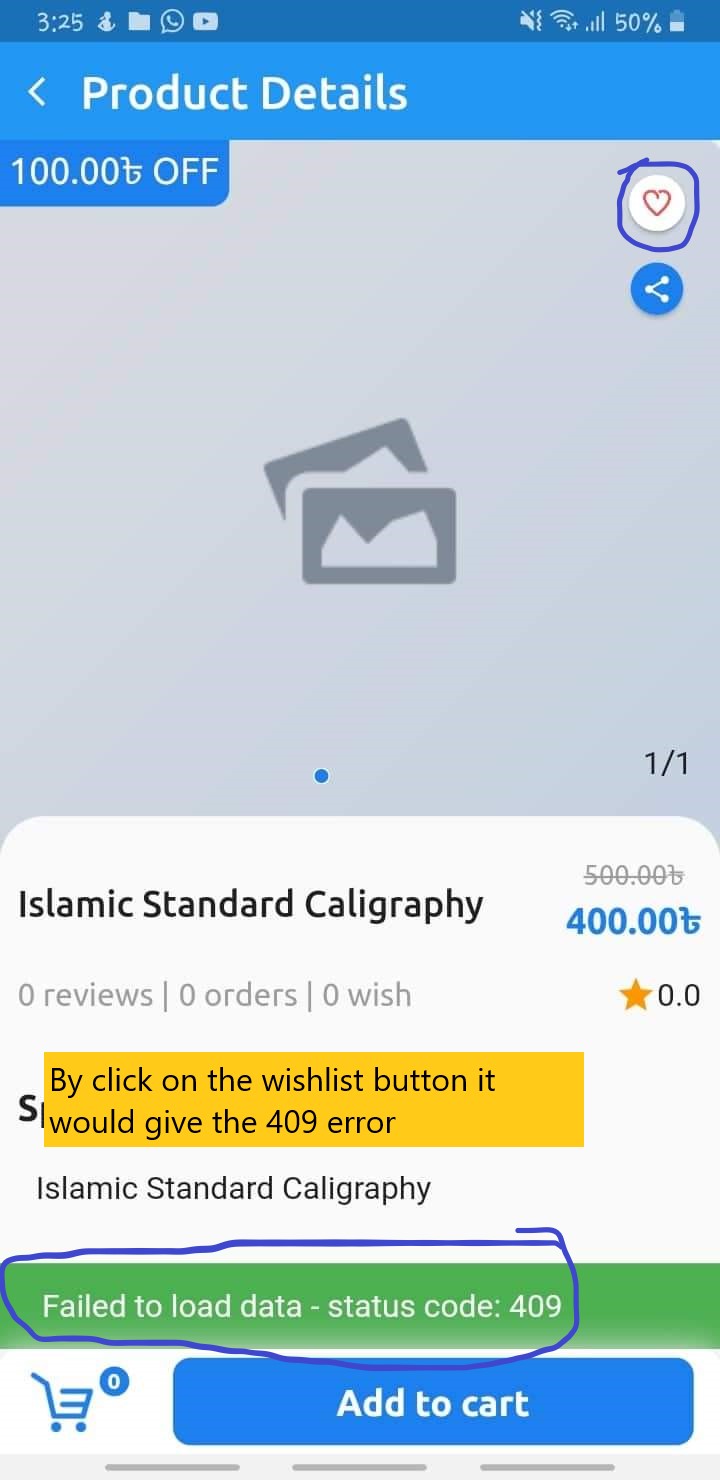 3:25
50%
Product Details
100.00৳ OFF
1/1
500.00৳
Islamic Standard Caligraphy
400.00৳
0 reviews | 0 orders | 0 wish
0.0
By click on the wishlist button it
would give the 409 error
Islamic Standard Caligraphy
Failed to load data - status code: 409
0
Add to cart